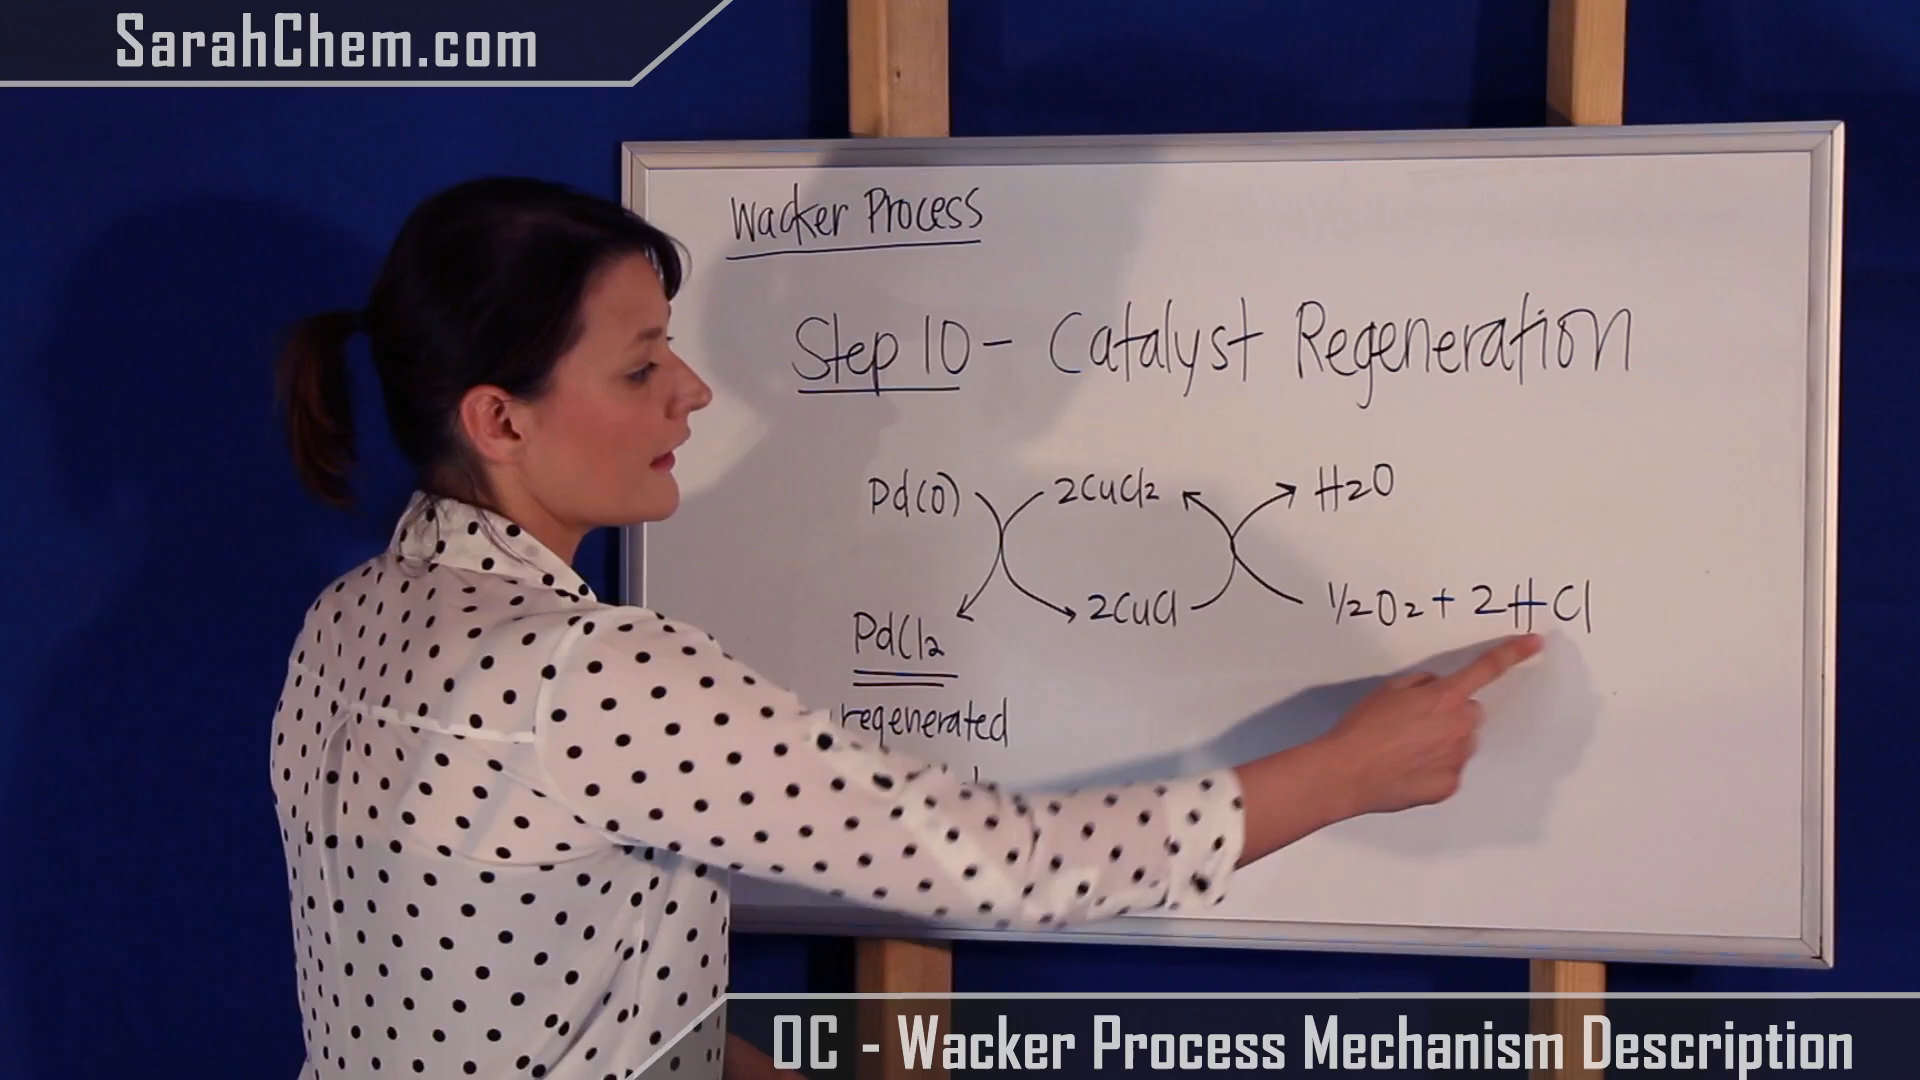 SarahChem.com
Wacker Process
Step 10 - Catalyst Regeneration
Pd(0) 2CuCl2 H2O
PdCl2 2CuCl 1/2O2 + 2HCl
regenerated
OC - Wacker Process Mechanism Description